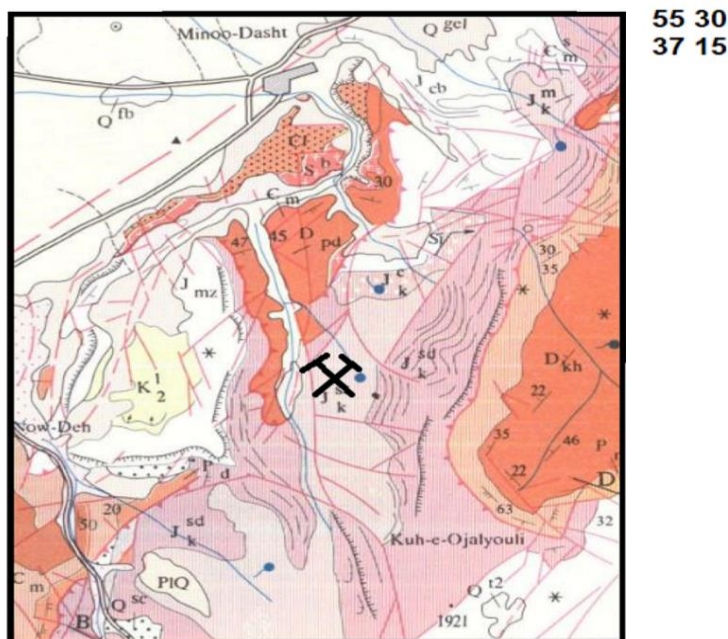 55 30
37 15
Minoo-Dasht
Q gel
C s m
J cb
J m k
Q fb
Cl
S b
30
C m
47
45
D pd
Sl
J mz
J c k
30
35
K 1 2
J sd k
D kh
J sd k
22
Now-Deh
P d
35
46
22
P
D
20
50
63
J sd k
32
Kuh-e-Ojalyouli
PlQ
C m
Q t2
Q sc
B
1921